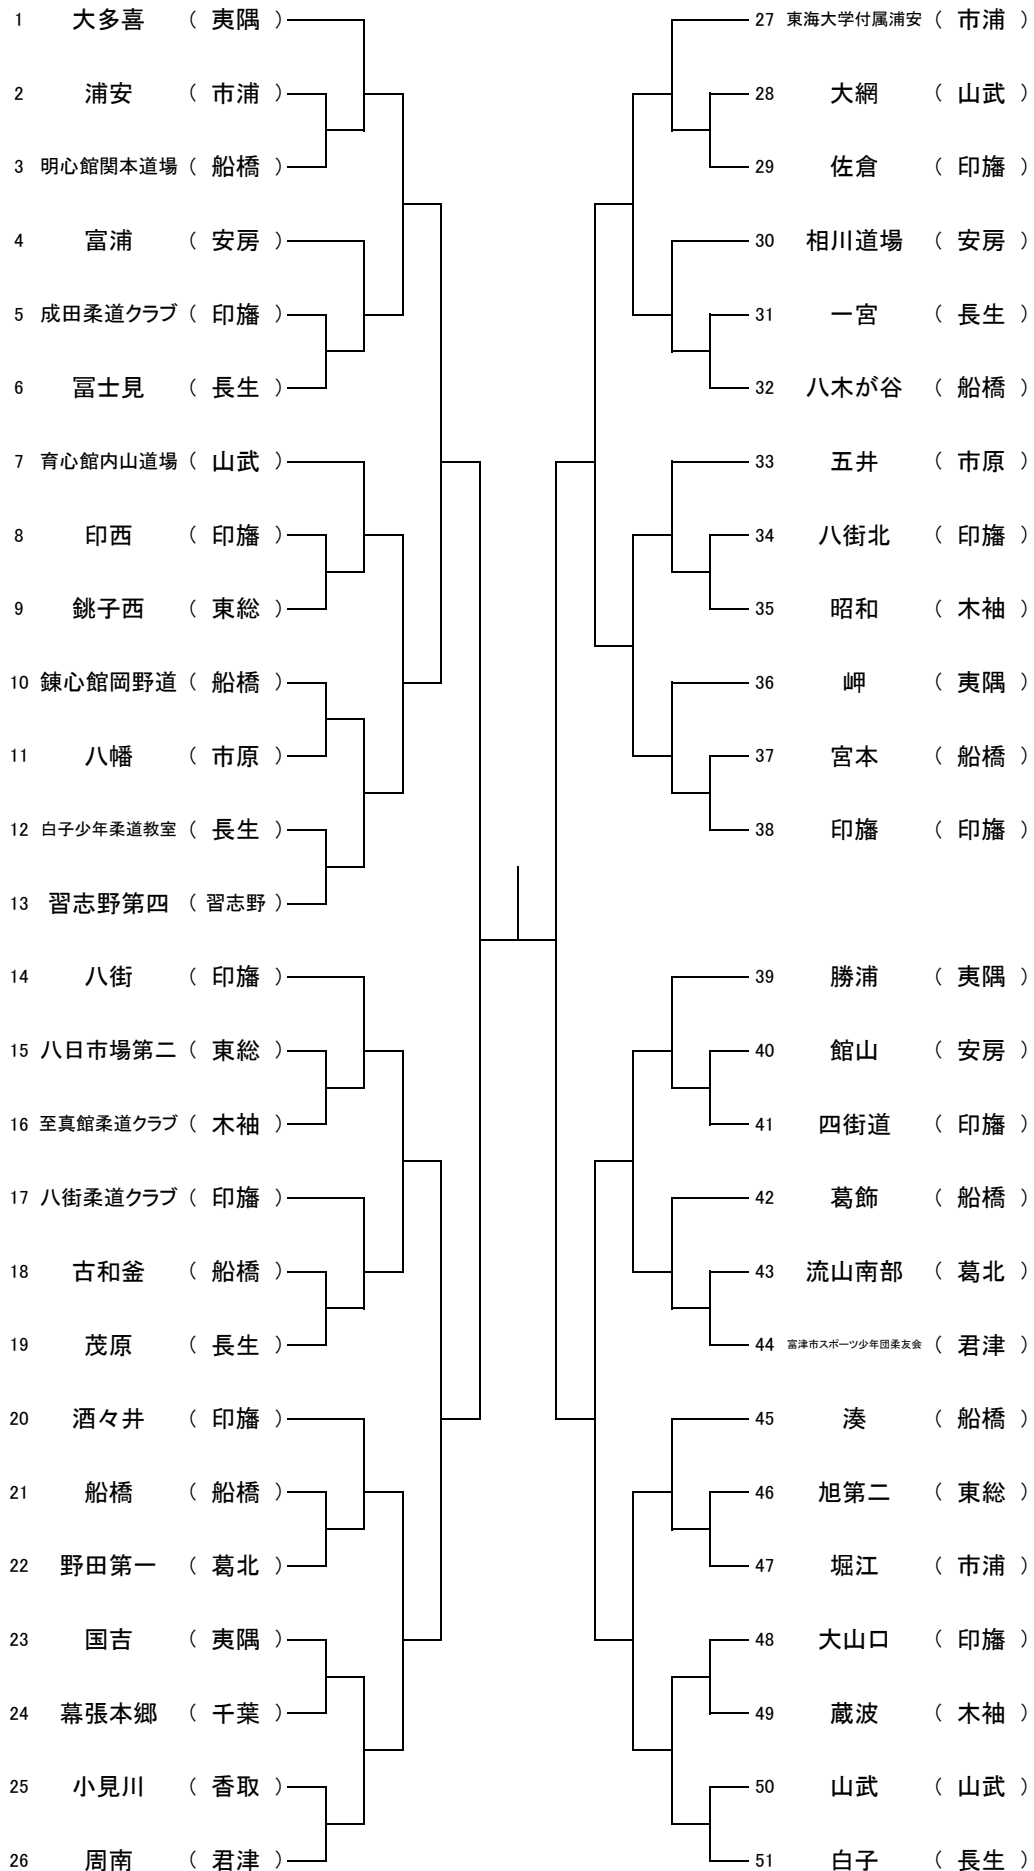 1 大多喜 （ 夷隅 ）
2 浦安 （ 市浦 ）
3 明心館関本道場 （ 船橋 ）
4 富浦 （ 安房 ）
5 成田柔道クラブ （ 印旛 ）
6 冨士見 （ 長生 ）
7 育心館内山道場 （ 山武 ）
8 印西 （ 印旛 ）
9 銚子西 （ 東総 ）
10 錬心館岡野道 （ 船橋 ）
11 八幡 （ 市原 ）
12 白子少年柔道教室 （ 長生 ）
13 習志野第四 （ 習志野 ）
14 八街 （ 印旛 ）
15 八日市場第二 （ 東総 ）
16 至真館柔道クラブ （ 木袖 ）
17 八街柔道クラブ （ 印旛 ）
18 古和釜 （ 船橋 ）
19 茂原 （ 長生 ）
20 酒々井 （ 印旛 ）
21 船橋 （ 船橋 ）
22 野田第一 （ 葛北 ）
23 国吉 （ 夷隅 ）
24 幕張本郷 （ 千葉 ）
25 小見川 （ 香取 ）
26 周南 （ 君津 ）
27 東海大学付属浦安 （ 市浦 ）
28 大網 （ 山武 ）
29 佐倉 （ 印旛 ）
30 相川道場 （ 安房 ）
31 一宮 （ 長生 ）
32 八木が谷 （ 船橋 ）
33 五井 （ 市原 ）
34 八街北 （ 印旛 ）
35 昭和 （ 木袖 ）
36 岬 （ 夷隅 ）
37 宮本 （ 船橋 ）
38 印旛 （ 印旛 ）
39 勝浦 （ 夷隅 ）
40 館山 （ 安房 ）
41 四街道 （ 印旛 ）
42 葛飾 （ 船橋 ）
43 流山南部 （ 葛北 ）
44 富津市スポーツ少年団柔友会 （ 君津 ）
45 湊 （ 船橋 ）
46 旭第二 （ 東総 ）
47 堀江 （ 市浦 ）
48 大山口 （ 印旛 ）
49 蔵波 （ 木袖 ）
50 山武 （ 山武 ）
51 白子 （ 長生 ）